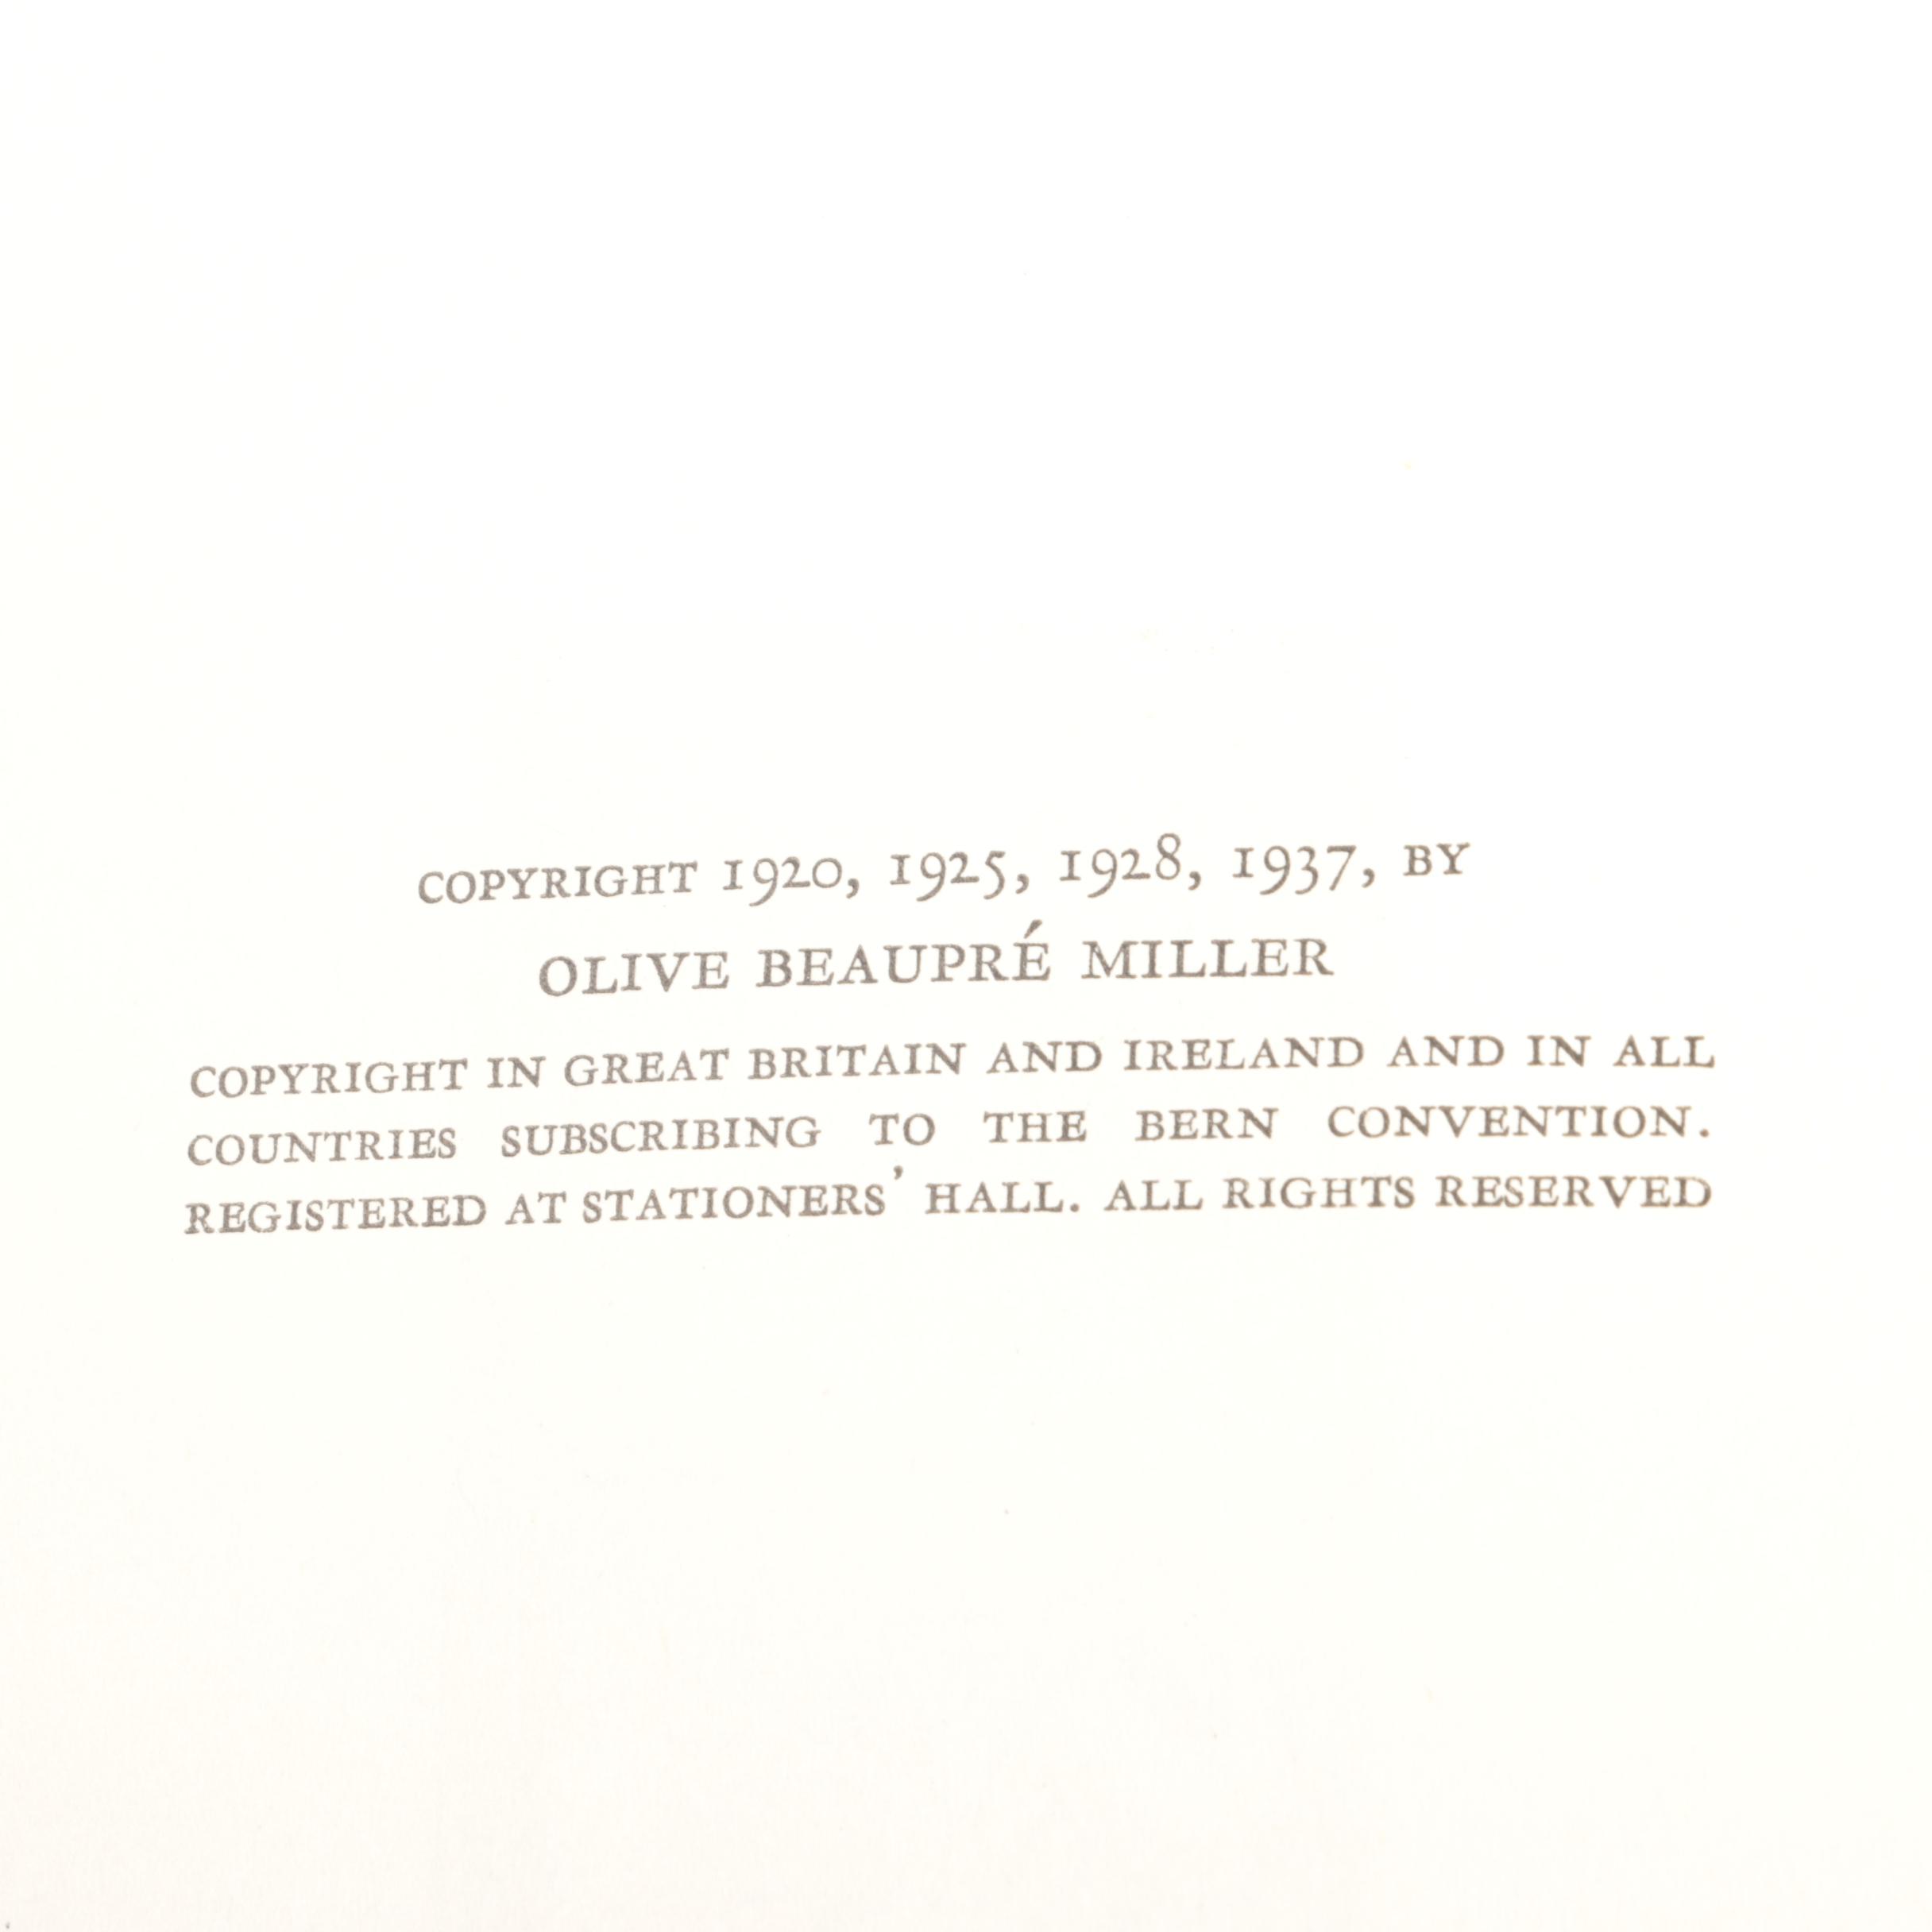 COPYRIGHT 1920, 1925, 1928, 1937, BY
OLIVE BEAUPRÉ MILLER
COPYRIGHT IN GREAT BRITAIN AND IRELAND AND IN ALL
COUNTRIES SUBSCRIBING TO THE BERN CONVENTION.
REGISTERED AT STATIONERS' HALL. ALL RIGHTS RESERVED